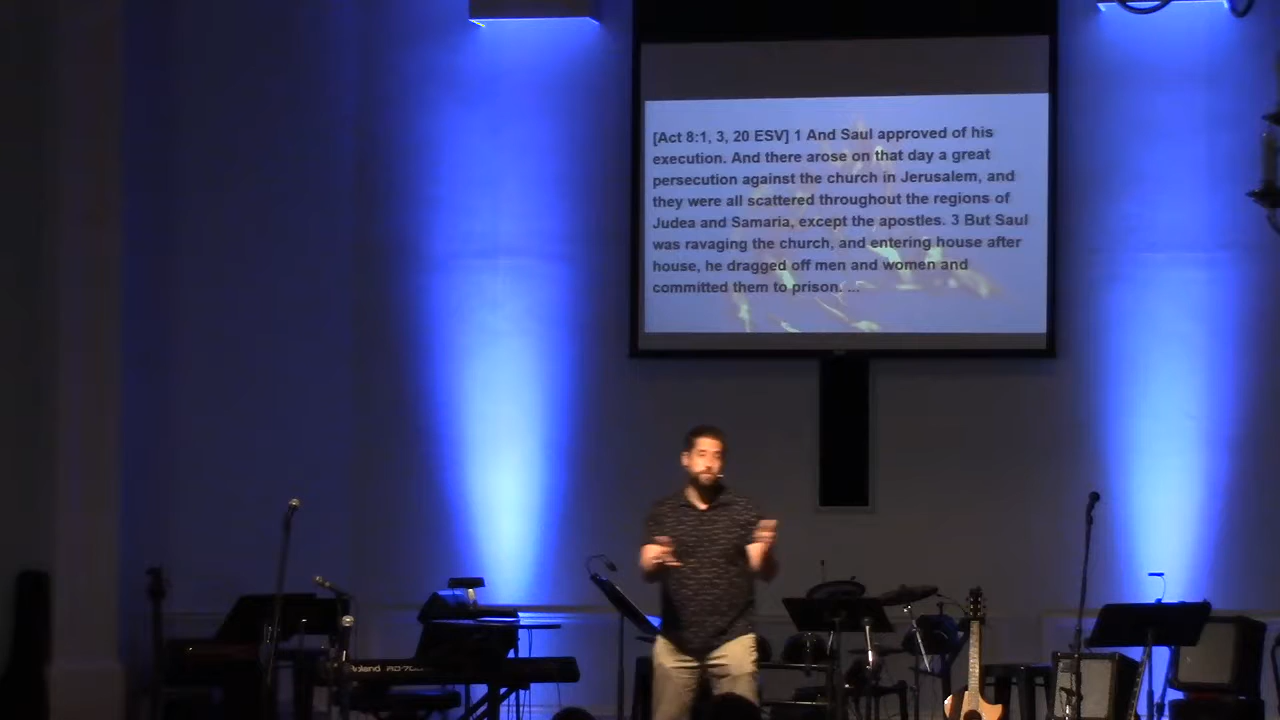 [Act 8:1, 3, 20 ESV] 1 And Saul approved of his
execution. And there arose on that day a great
persecution against the church in Jerusalem, and
they were all scattered throughout the regions of
Judea and Samaria, except the apostles. 3 But Saul
was ravaging the church, and entering house after
house, he dragged off men and women and
committed them to prison. ...
Roland